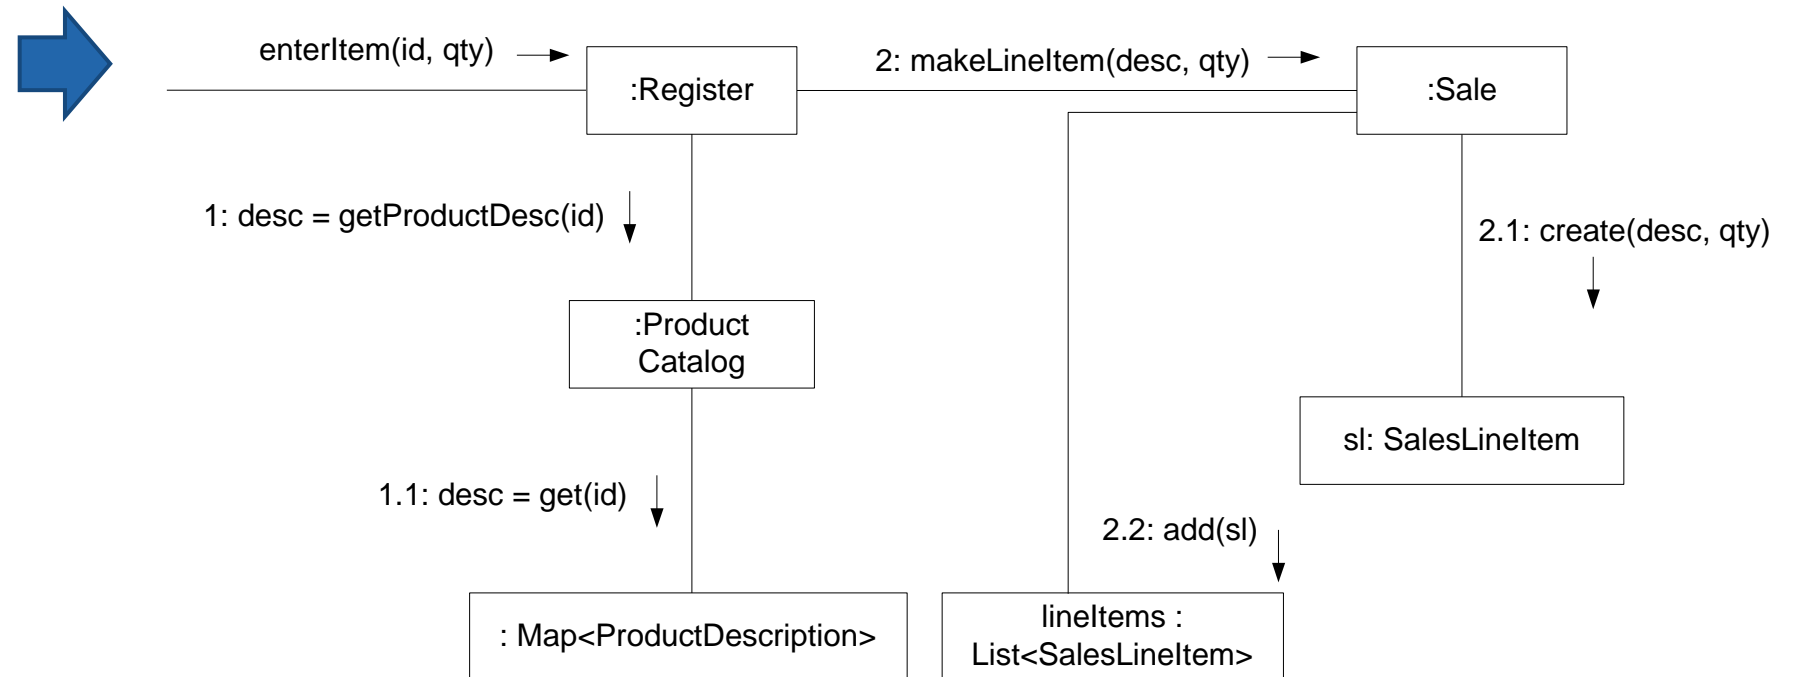 enterItem(id, qty)
:Register
2: makeLineItem(desc, qty)
:Sale
1: desc = getProductDesc(id)
2.1: create(desc, qty)
:Product
Catalog
sl: SalesLineItem
1.1: desc = get(id)
2.2: add(sl)
: Map<ProductDescription>
lineItems :
List<SalesLineItem>